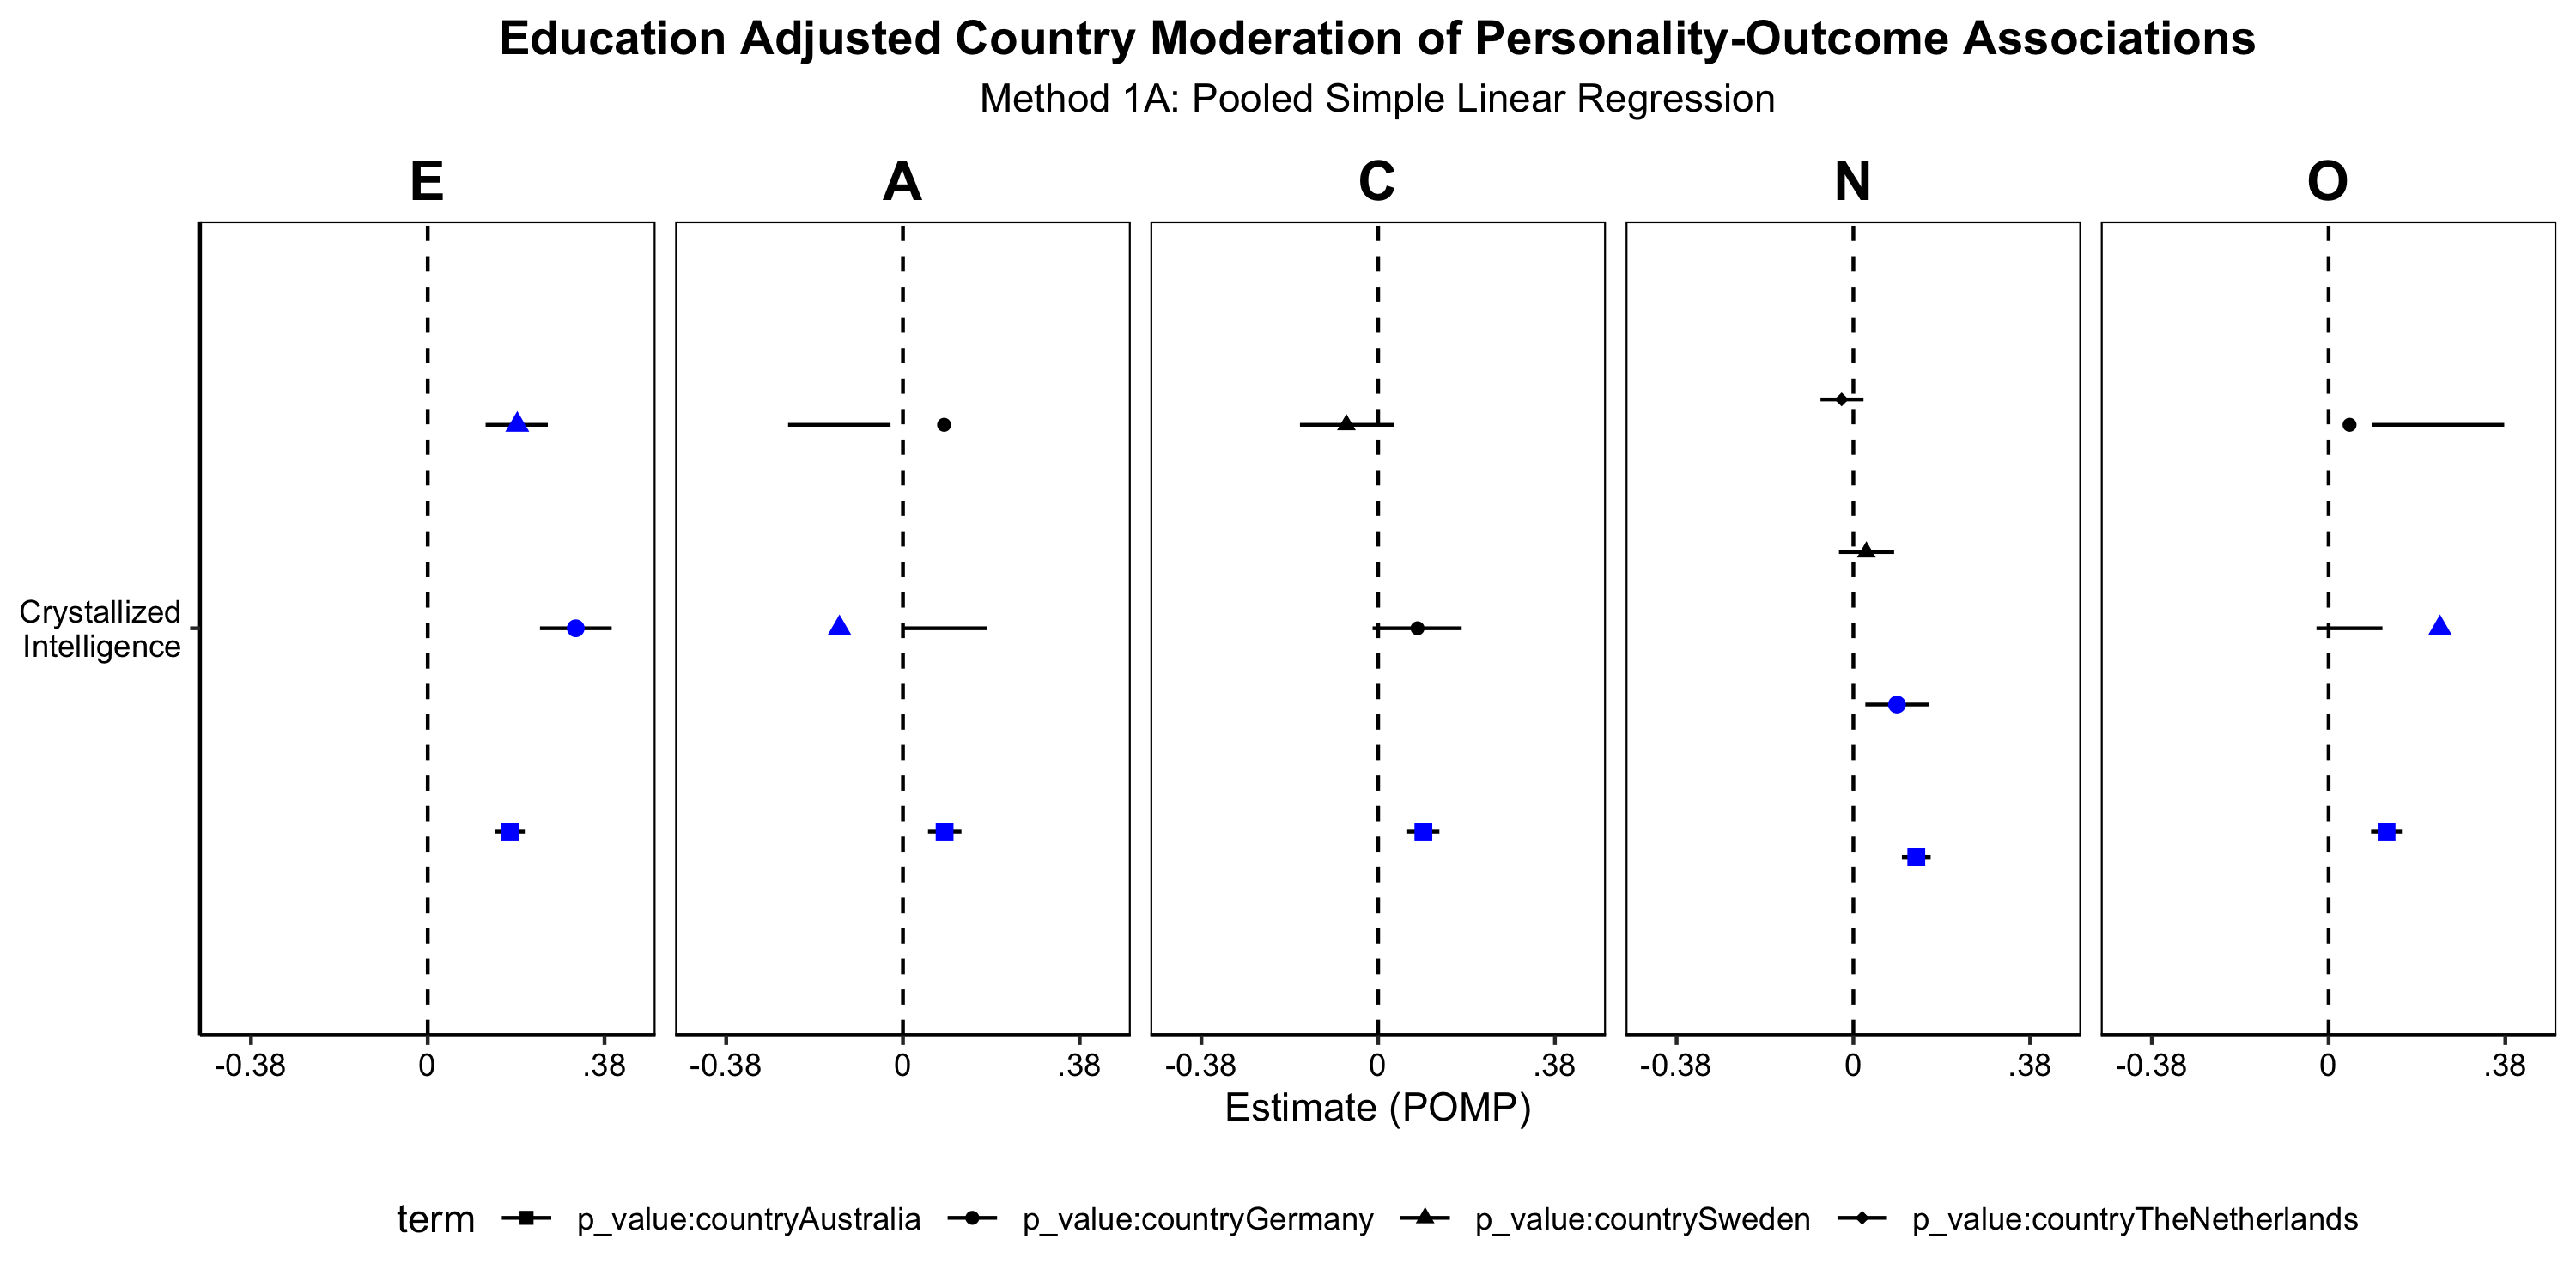 Education Adjusted Country Moderation of Personality-Outcome Associations
Method 1A: Pooled Simple Linear Regression
E A C N O
Crystallized
Intelligence
-0.38 0 .38 -0.38 0 .38 -0.38 0 .38 -0.38 0 .38 -0.38 0 .38
Estimate (POMP)
term p_value:countryAustralia p_value:countryGermany p_value:countrySweden p_value:countryTheNetherlands